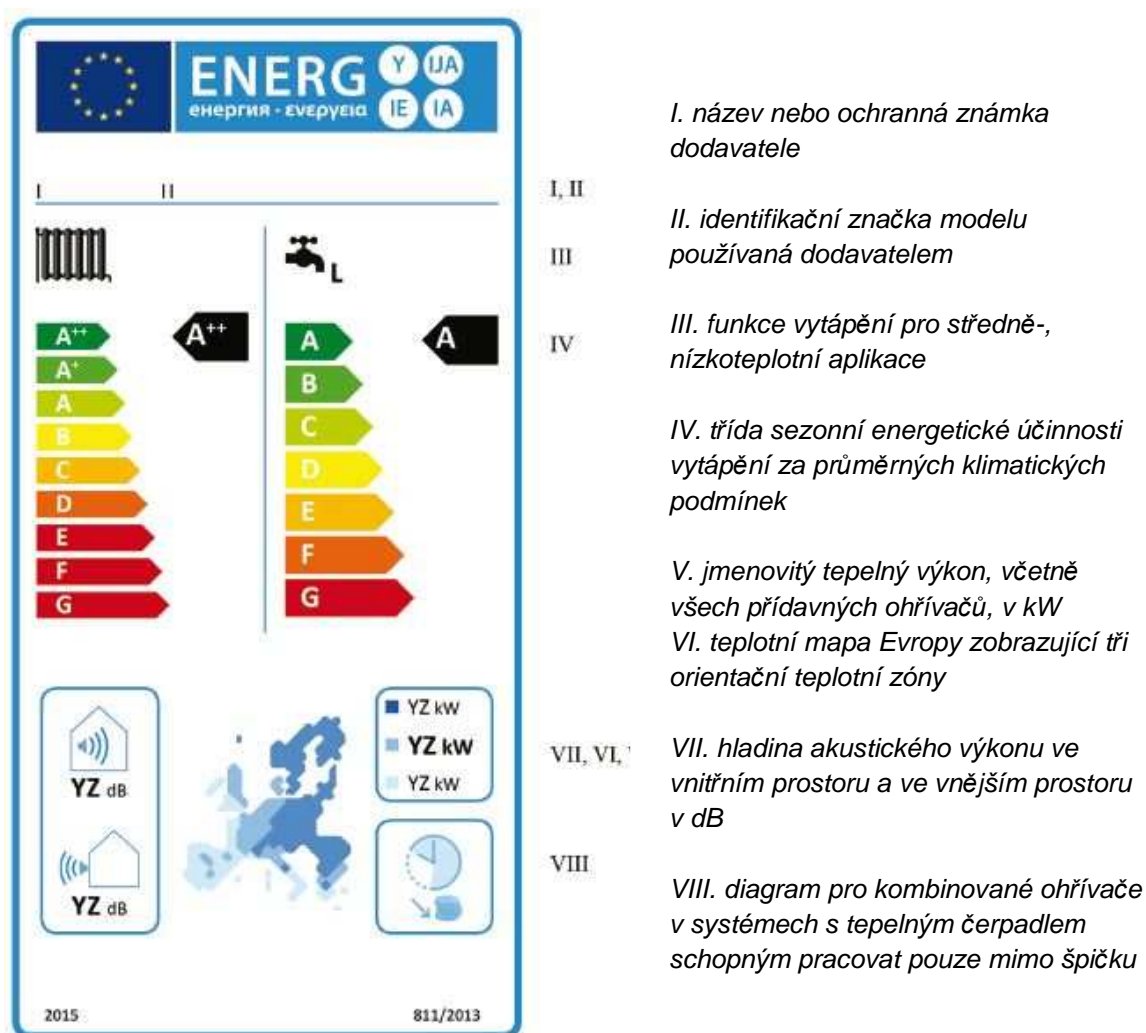 ENERG
Y IJA
IE IA
енергия · ενεργεια
I II
L
A++
A+
A
B
C
D
E
F
G
A++
A
B
C
D
E
F
G
A
YZ dB
YZ dB
YZ kW
YZ kW
YZ kW
2015 811/2013
I, II
III
IV
VII, VI,
VIII
I. název nebo ochranná známka
dodavatele
II. identifikační značka modelu
používaná dodavatelem
III. funkce vytápění pro středně-,
nízkoteplotní aplikace
IV. třída sezonní energetické účinnosti
vytápění za průměrných klimatických
podmínek
V. jmenovitý tepelný výkon, včetně
všech přídavných ohřívačů, v kW
VI. teplotní mapa Evropy zobrazující tři
orientační teplotní zóny
VII. hladina akustického výkonu ve
vnitřním prostoru a ve vnějším prostoru
v dB
VIII. diagram pro kombinované ohřívače
v systémech s tepelným čerpadlem
schopným pracovat pouze mimo špičku